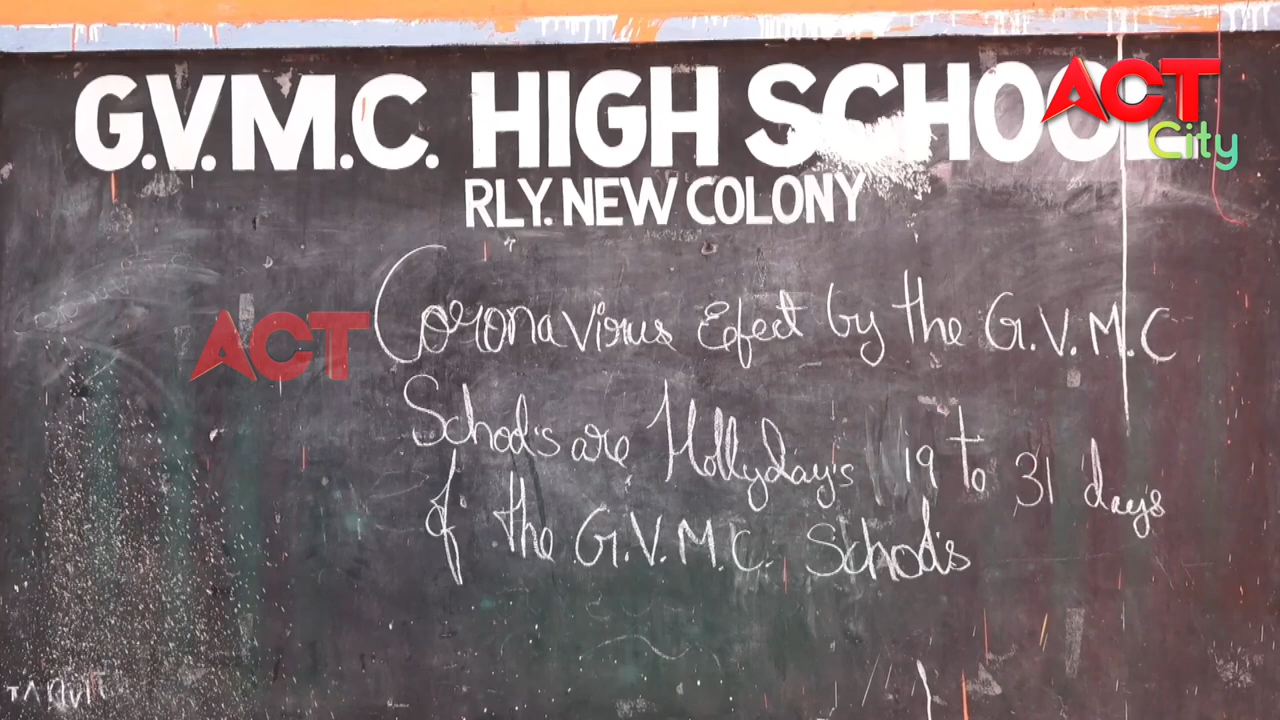 G.V.M.C. HIGH SCHOOL
ACT
City
RLY. NEW COLONY
ACT
Coronavirus Efect by the G.V.M.C
School's are Hollyday's 19 to 31 day's
of the G.V.M.C. School's